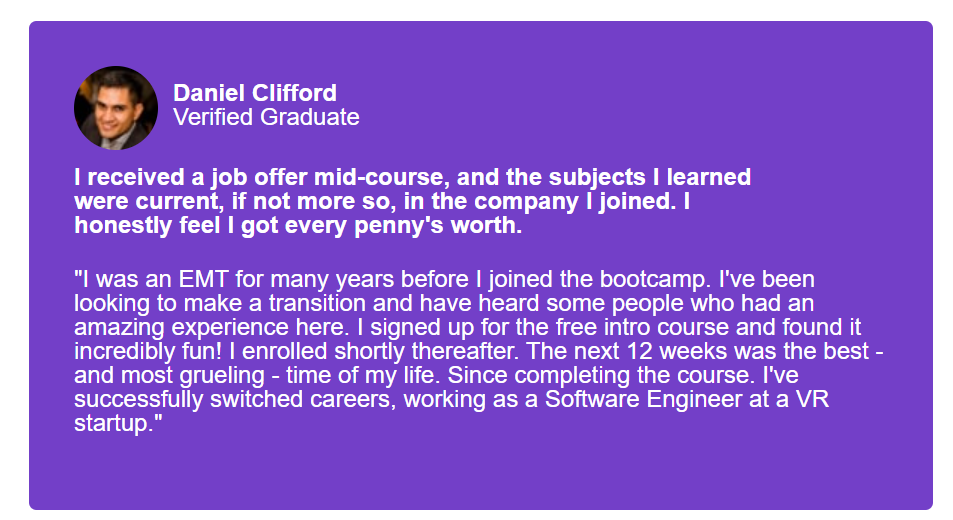 Daniel Clifford
Verified Graduate
I received a job offer mid-course, and the subjects I learned
were current, if not more so, in the company I joined. I
honestly feel I got every penny's worth.
"I was an EMT for many years before I joined the bootcamp. I've been
looking to make a transition and have heard some people who had an
amazing experience here. I signed up for the free intro course and found it
incredibly fun! I enrolled shortly thereafter. The next 12 weeks was the best -
and most grueling - time of my life. Since completing the course. I've
successfully switched careers, working as a Software Engineer at a VR
startup."